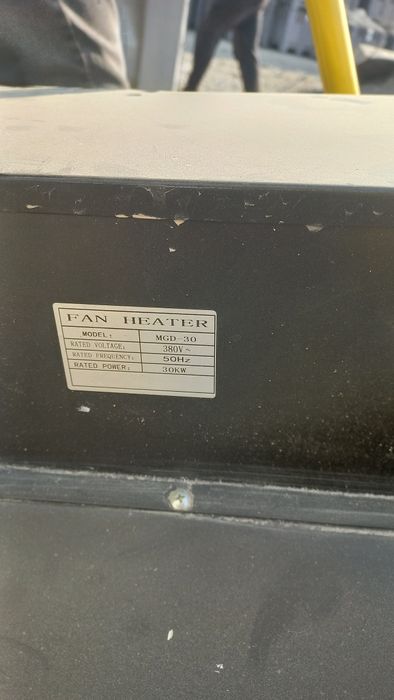 FAN HEATER
MODEL: MGD-30
RATED VOLTAGE: 380V~
RATED FREQUENCY: 50Hz
RATED POWER: 30KW